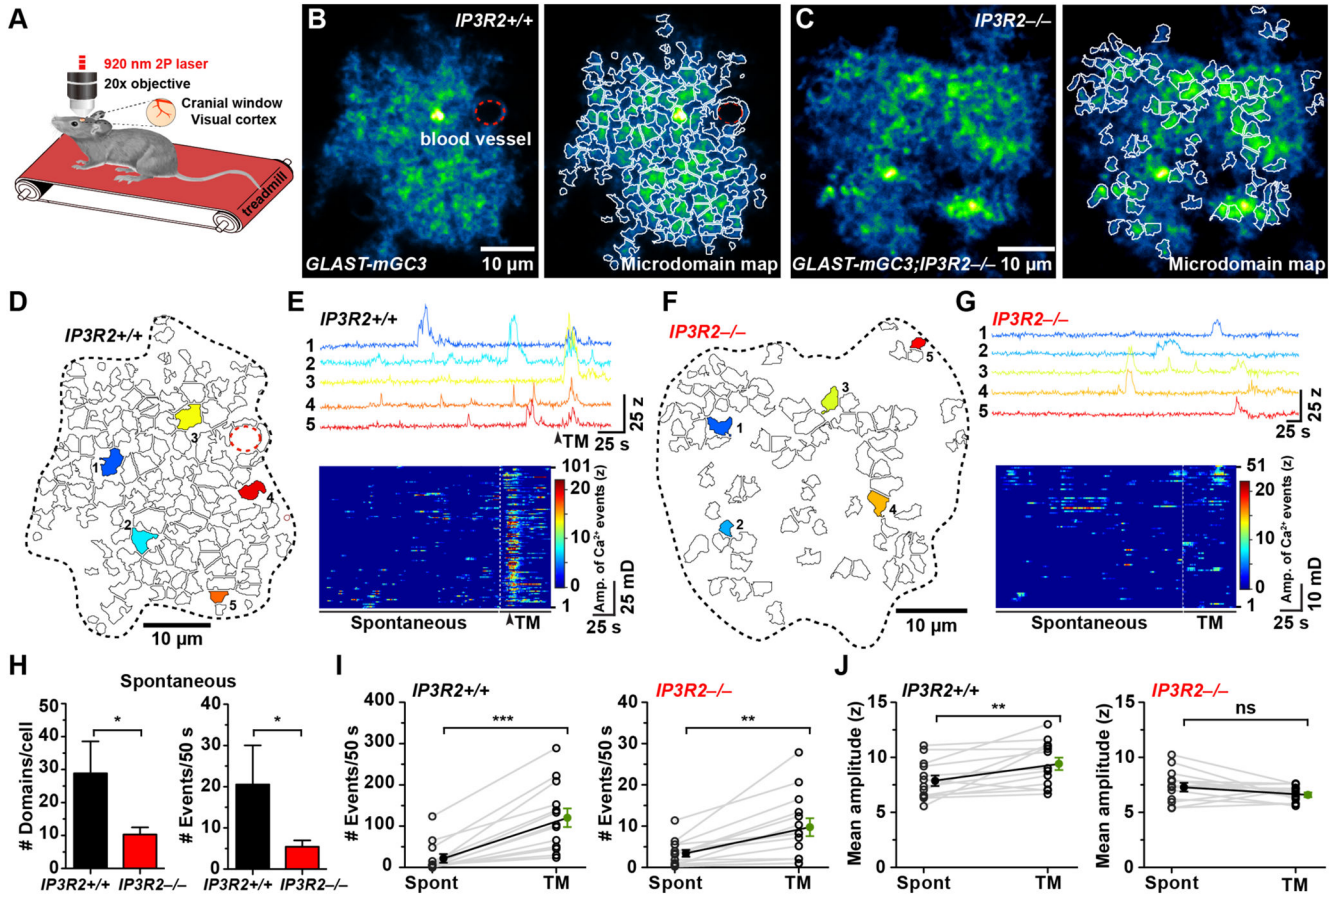 A
920 nm 2P laser
20x objective
Cranial window
Visual cortex
treadmill
B
IP3R2+/+
blood vessel
10 µm
GLAST-mGC3
Microdomain map
C
IP3R2–/–
GLAST-mGC3;IP3R2–/–
10 µm
Microdomain map
D
IP3R2+/+
1
2
3
4
5
10 µm
E
IP3R2+/+
1
2
3
4
5
TM
25 s
25 z
101
20
10
0
1
Amp. of Ca²⁺ events (z)
25 mD
Spontaneous
TM
25 s
F
IP3R2–/–
1
2
3
4
5
10 µm
G
IP3R2–/–
1
2
3
4
5
25 z
25 s
51
20
10
0
1
Amp. of Ca²⁺ events (z)
10 mD
Spontaneous
TM
25 s
H
Spontaneous
# Domains/cell
50
40
30
20
10
0
*
IP3R2+/+
IP3R2–/–
# Events/50 s
40
30
20
10
0
*
IP3R2+/+
IP3R2–/–
I
IP3R2+/+
# Events/50 s
400
300
200
100
0
***
Spont
TM
IP3R2–/–
# Events/50 s
40
30
20
10
0
**
Spont
TM
J
IP3R2+/+
Mean amplitude (z)
15
10
5
0
**
Spont
TM
IP3R2–/–
Mean amplitude (z)
15
10
5
0
ns
Spont
TM